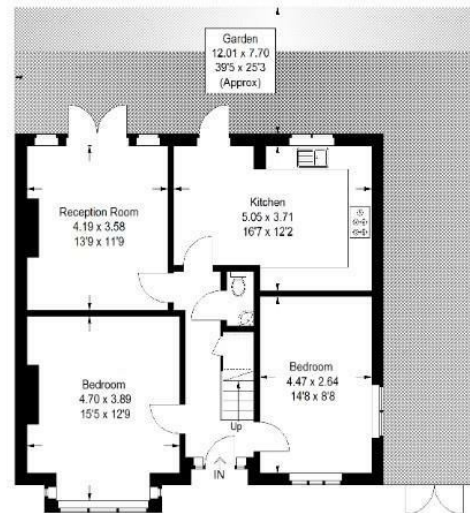 Garden
12.01 x 7.70
39'5 x 25'3
(Approx)
Reception Room
4.19 x 3.58
13'9 x 11'9
Kitchen
5.05 x 3.71
16'7 x 12'2
Bedroom
4.70 x 3.89
15'5 x 12'9
Bedroom
4.47 x 2.64
14'8 x 8'8
Up
IN